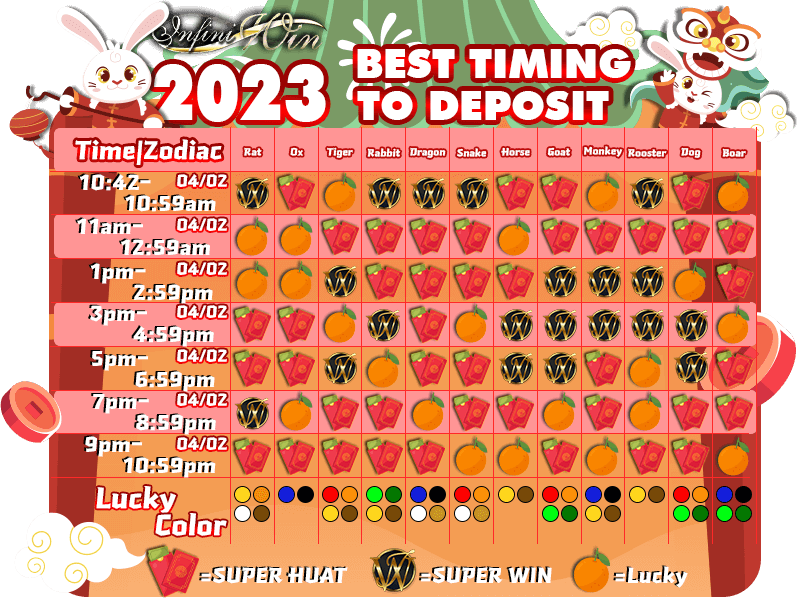 Infini Win
2023 BEST TIMING
TO DEPOSIT
Time|Zodiac Rat Ox Tiger Rabbit Dragon Snake Horse Goat Monkey Rooster Dog Boar
10:42- 04/02
10:59am
11am- 04/02
12:59am
1pm- 04/02
2:59pm
3pm- 04/02
4:59pm
5pm- 04/02
6:59pm
7pm- 04/02
8:59pm
9pm- 04/02
10:59pm
Lucky
Color
=SUPER HUAT =SUPER WIN =Lucky